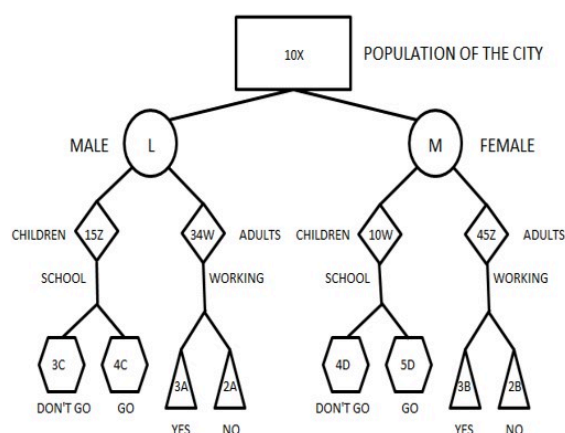 10X POPULATION OF THE CITY
MALE L M FEMALE
CHILDREN 15Z 34W ADULTS CHILDREN 10W 45Z ADULTS
SCHOOL WORKING SCHOOL WORKING
3C 4C 3A 2A 4D 5D 3B 2B
DON'T GO GO DON'T GO GO
YES NO YES NO